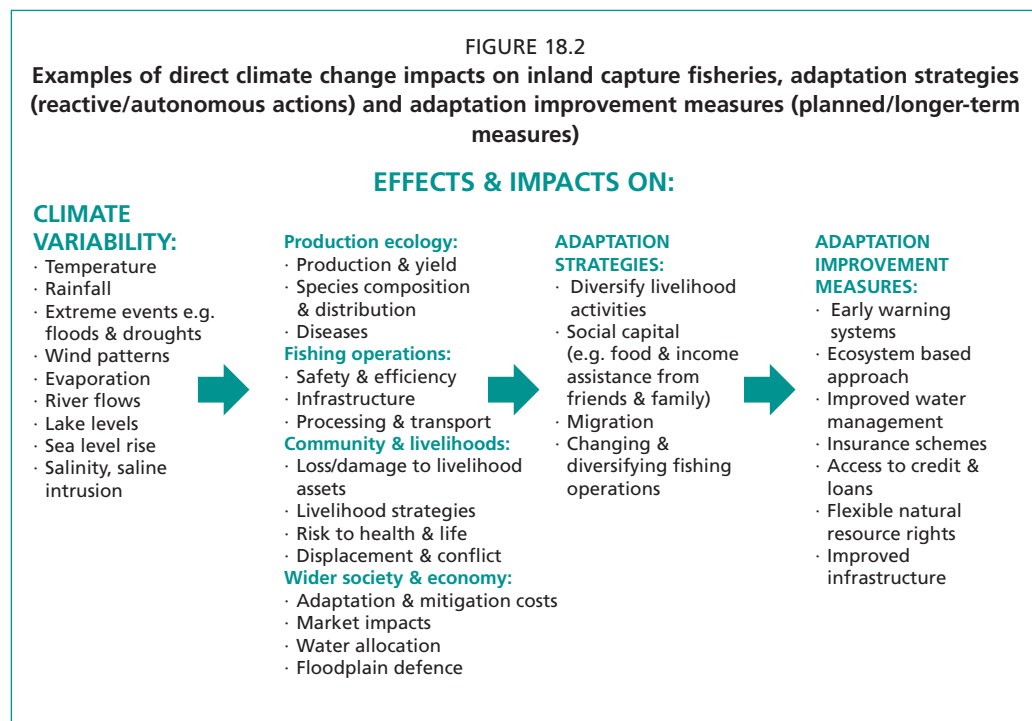 FIGURE 18.2
Examples of direct climate change impacts on inland capture fisheries, adaptation strategies
(reactive/autonomous actions) and adaptation improvement measures (planned/longer-term
measures)
EFFECTS & IMPACTS ON:
CLIMATE
VARIABILITY:
· Temperature
· Rainfall
· Extreme events e.g.
floods & droughts
· Wind patterns
· Evaporation
· River flows
· Lake levels
· Sea level rise
· Salinity, saline
intrusion
Production ecology:
· Production & yield
· Species composition
& distribution
· Diseases
Fishing operations:
· Safety & efficiency
· Infrastructure
· Processing & transport
Community & livelihoods:
· Loss/damage to livelihood
assets
· Livelihood strategies
· Risk to health & life
· Displacement & conflict
Wider society & economy:
· Adaptation & mitigation costs
· Market impacts
· Water allocation
· Floodplain defence
ADAPTATION
STRATEGIES:
· Diversify livelihood
activities
· Social capital
(e.g. food & income
assistance from
friends & family)
· Migration
· Changing &
diversifying fishing
operations
ADAPTATION
IMPROVEMENT
MEASURES:
· Early warning
systems
· Ecosystem based
approach
· Improved water
management
· Insurance schemes
· Access to credit &
loans
· Flexible natural
resource rights
· Improved
infrastructure